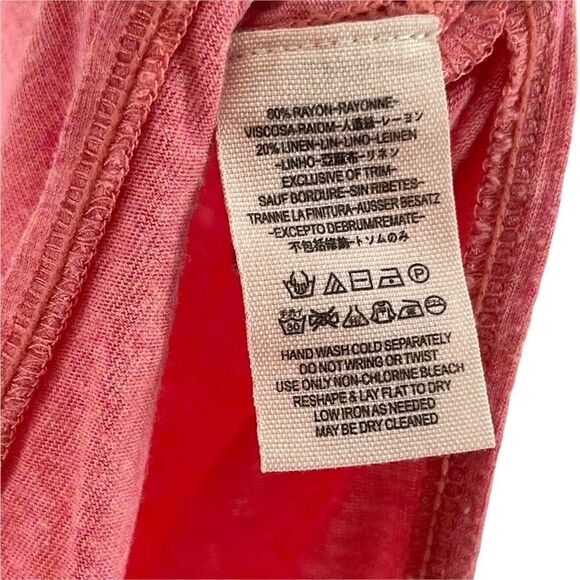 80% RAYON-RAYONNE-
VISCOSA-RAIOM-人造絲-レーヨン
20% LINEN-LIN-LINO-LEINEN
-LINHO-亞麻布-リネン
EXCLUSIVE OF TRIM-
SAUF BORDURE-SIN RIBETES-
TRANNE LA FINITURA-AUSSER BESATZ
-EXCEPTO DEBRUM/REMATE-
不包括修飾-トリムのみ
P
30
HAND WASH COLD SEPARATELY
DO NOT WRING OR TWIST
USE ONLY NON-CHLORINE BLEACH
RESHAPE & LAY FLAT TO DRY
LOW IRON AS NEEDED
MAY BE DRY CLEANED